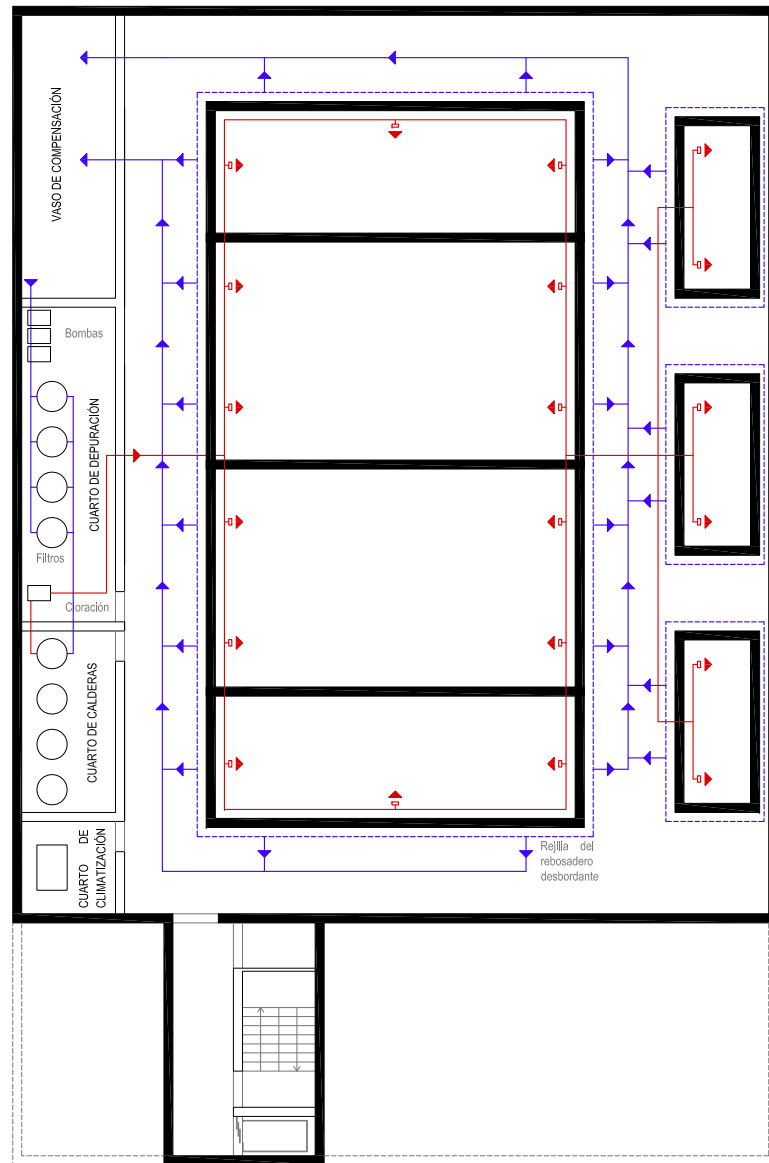 VASO DE COMPENSACIÓN
Bombas
CUARTO DE DEPURACIÓN
Filtros
Cloración
CUARTO DE CALDERAS
CUARTO DE
CLIMATIZACIÓN
Rejilla del
rebosadero
desbordante